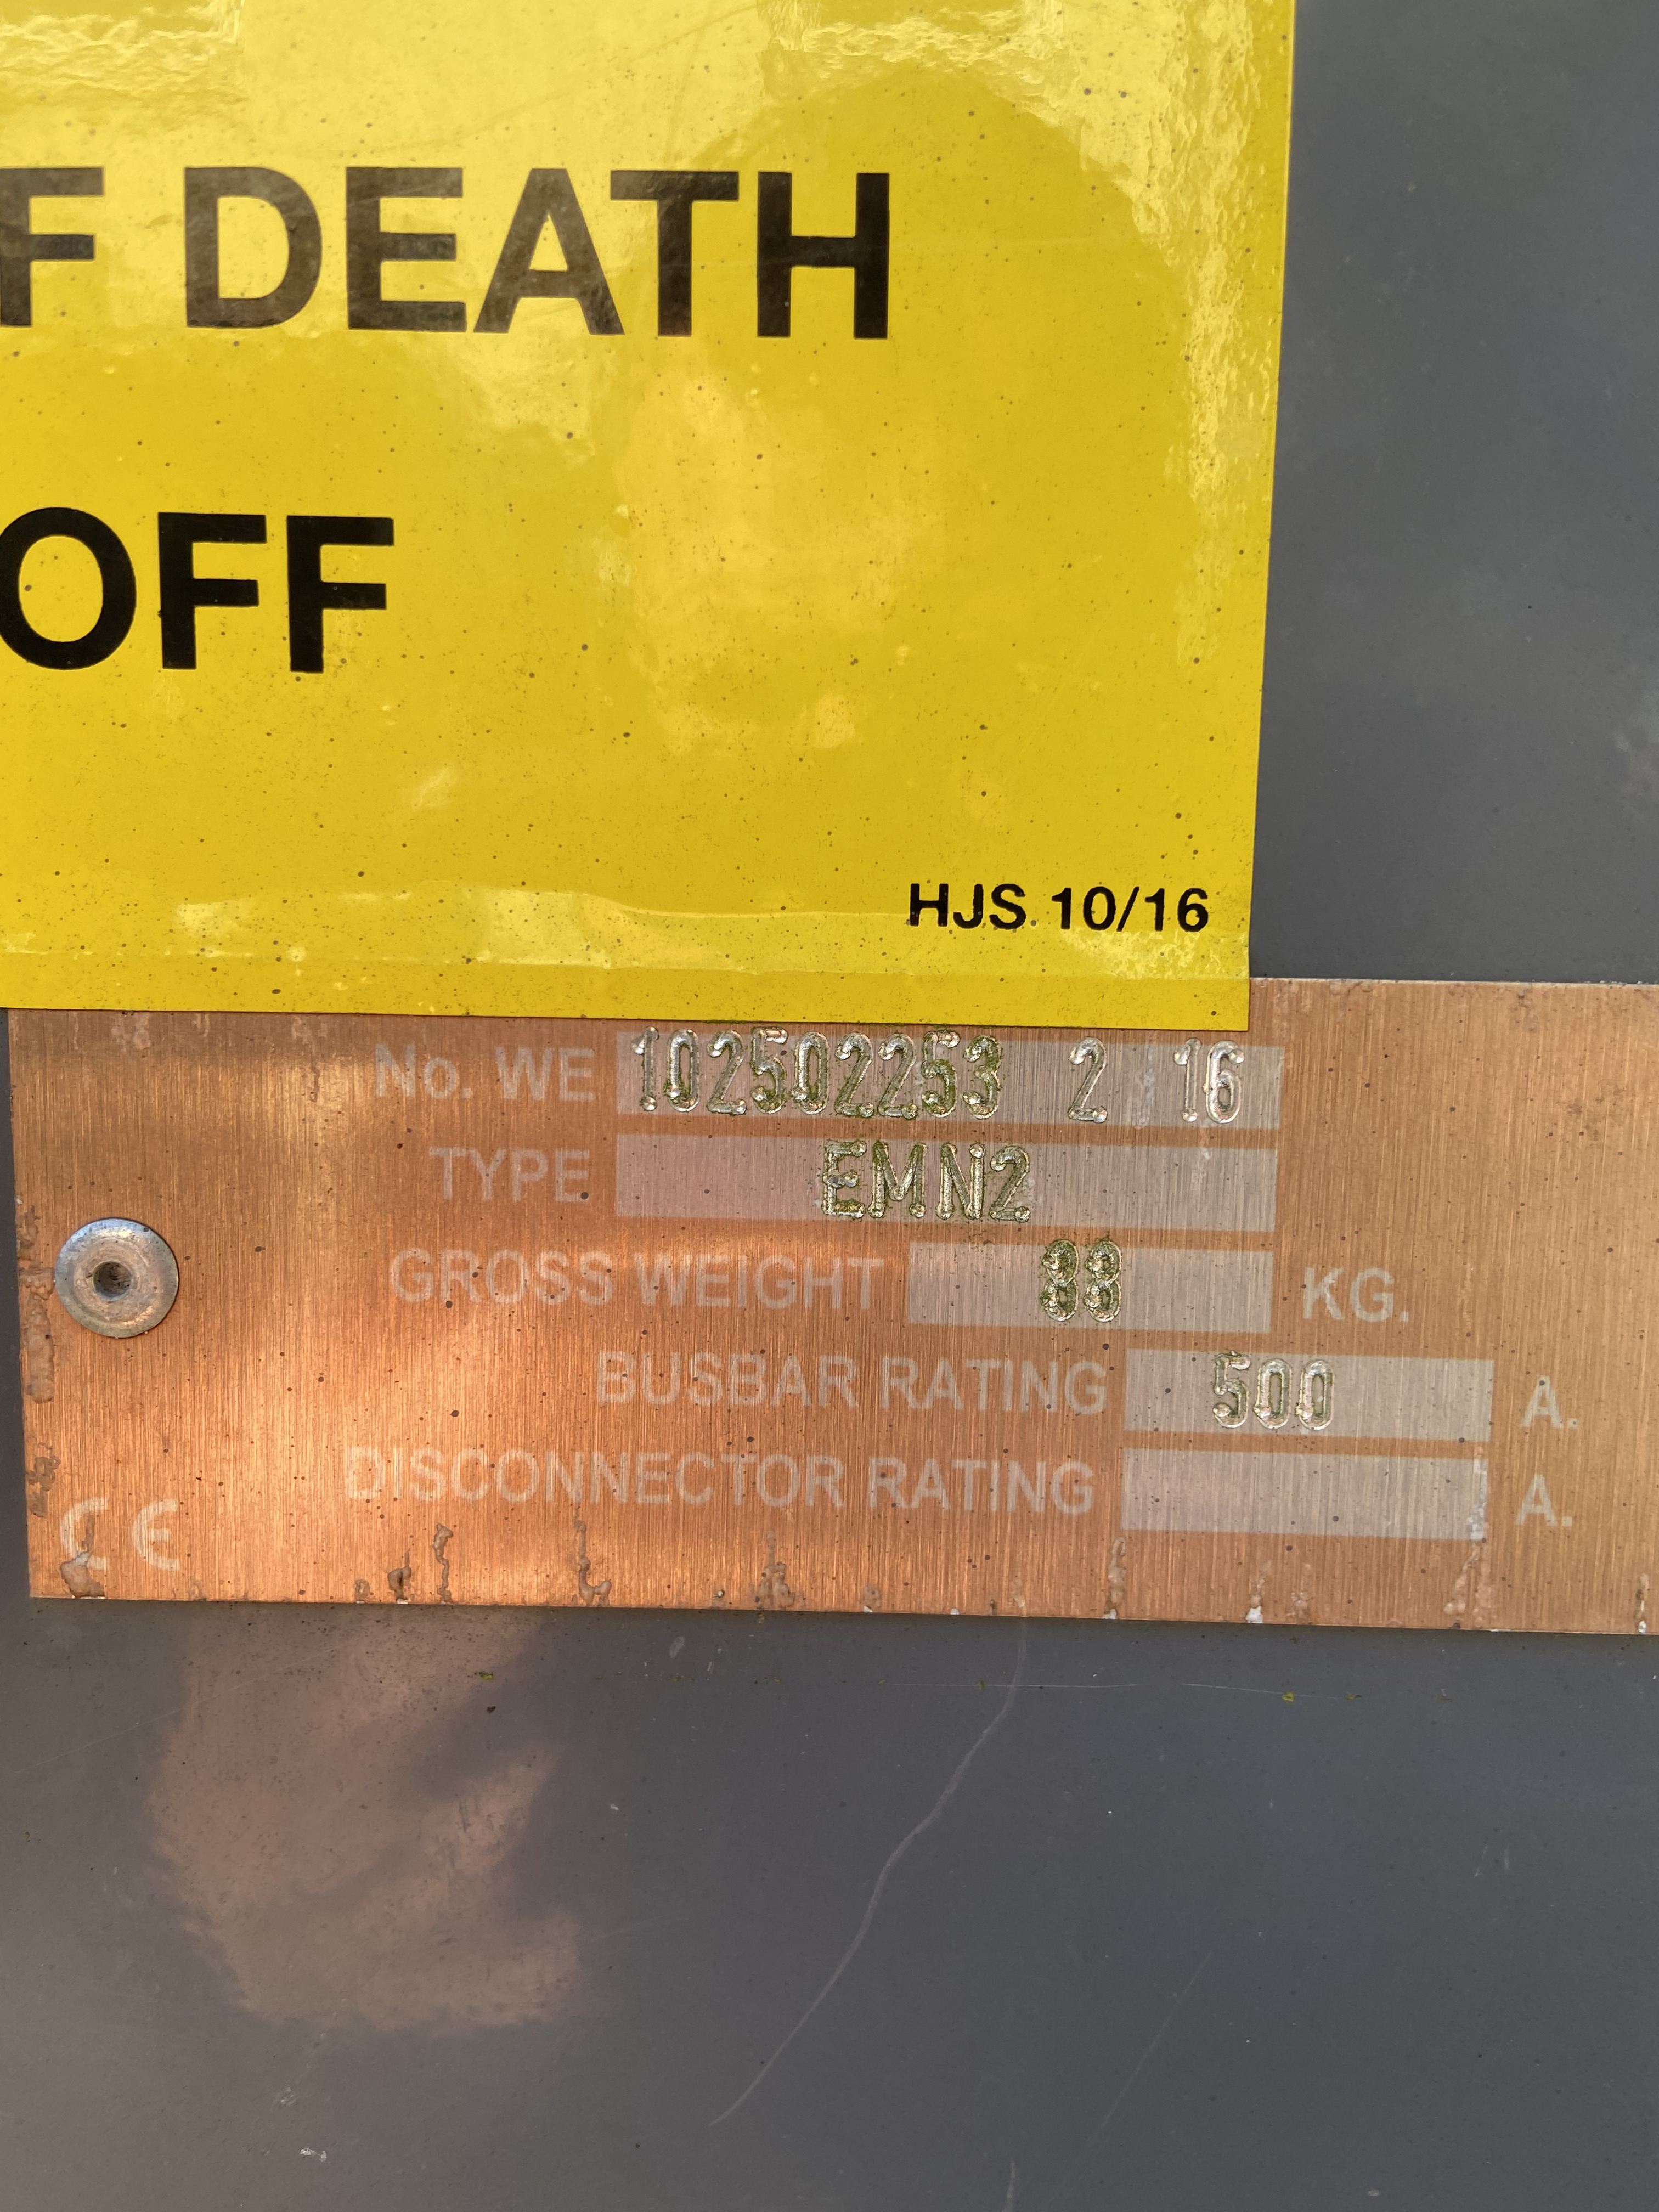 F DEATH
OFF
HJS 10/16
No. WE 102502253 2 16
TYPE EMN2
GROSS WEIGHT 88 KG.
BUSBAR RATING 500 A.
DISCONNECTOR RATING A.
CE